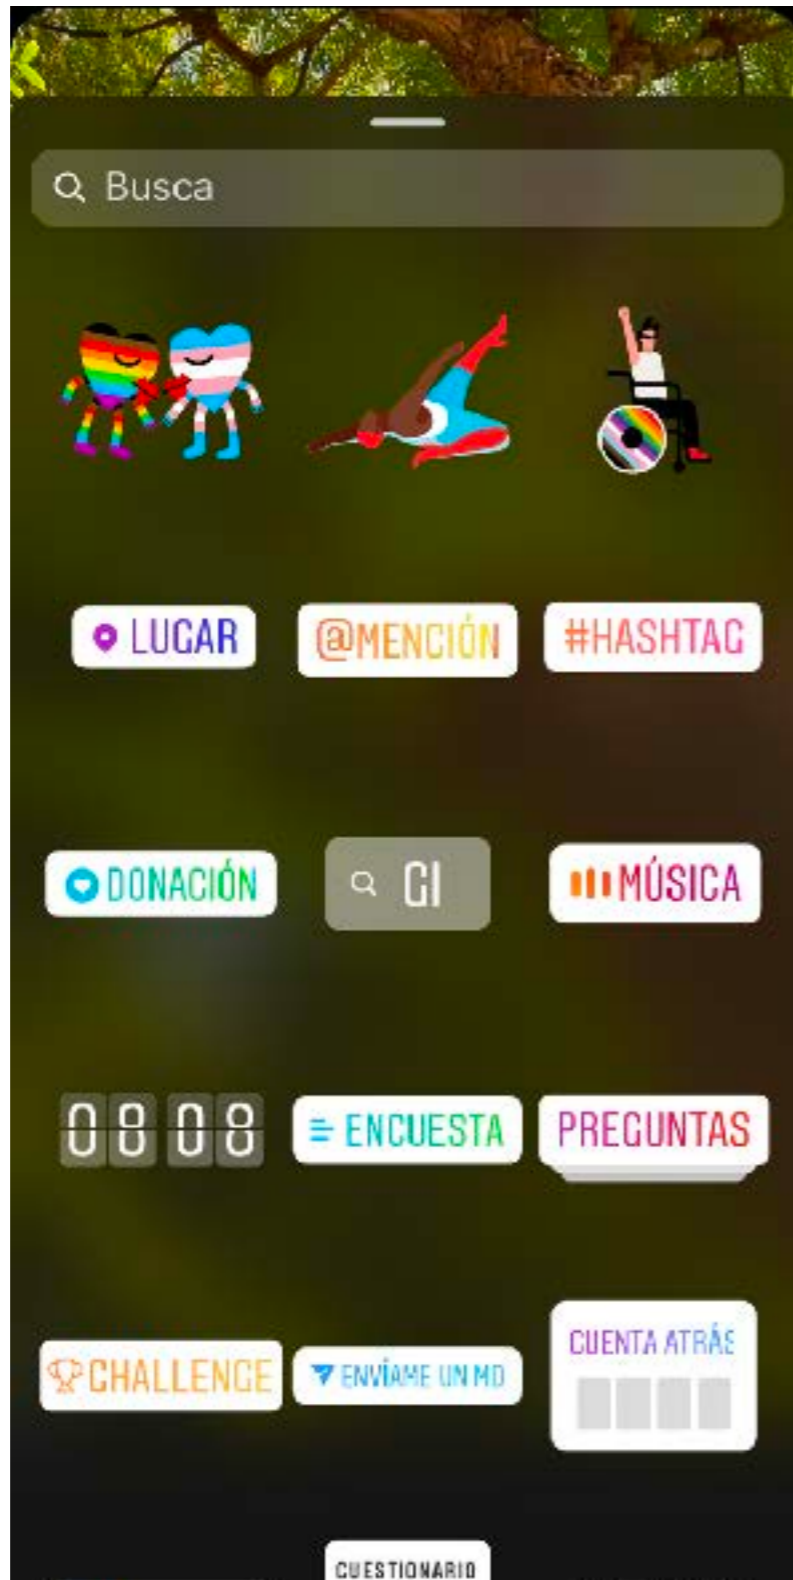 Busca
LUGAR
@MENCIÓN
#HASHTAG
DONACIÓN
GI
MÚSICA
08 08
ENCUESTA
PREGUNTAS
CHALLENGE
ENVÍAME UN MD
CUENTA ATRÁS
CUESTIONARIO